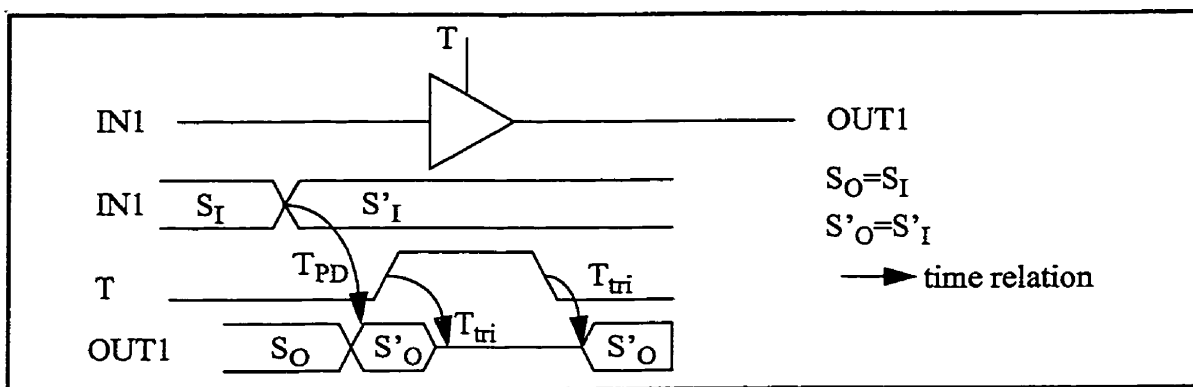 T
IN1 OUT1
IN1 S_I S'_I S_O=S_I
S'_O=S'_I
T T_PD T_tri time relation
T_tri
OUT1 S_O S'_O S'_O